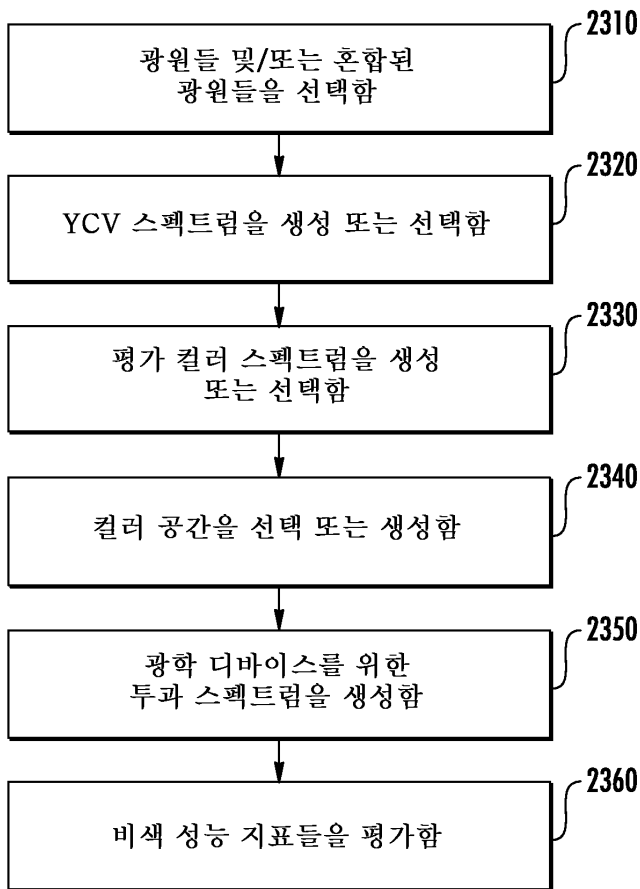 2310
광원들 및/또는 혼합된
광원들을 선택함
2320
YCV 스펙트럼을 생성 또는 선택함
2330
평가 컬러 스펙트럼을 생성
또는 선택함
2340
컬러 공간을 선택 또는 생성함
2350
광학 디바이스를 위한
투과 스펙트럼을 생성함
2360
비색 성능 지표들을 평가함